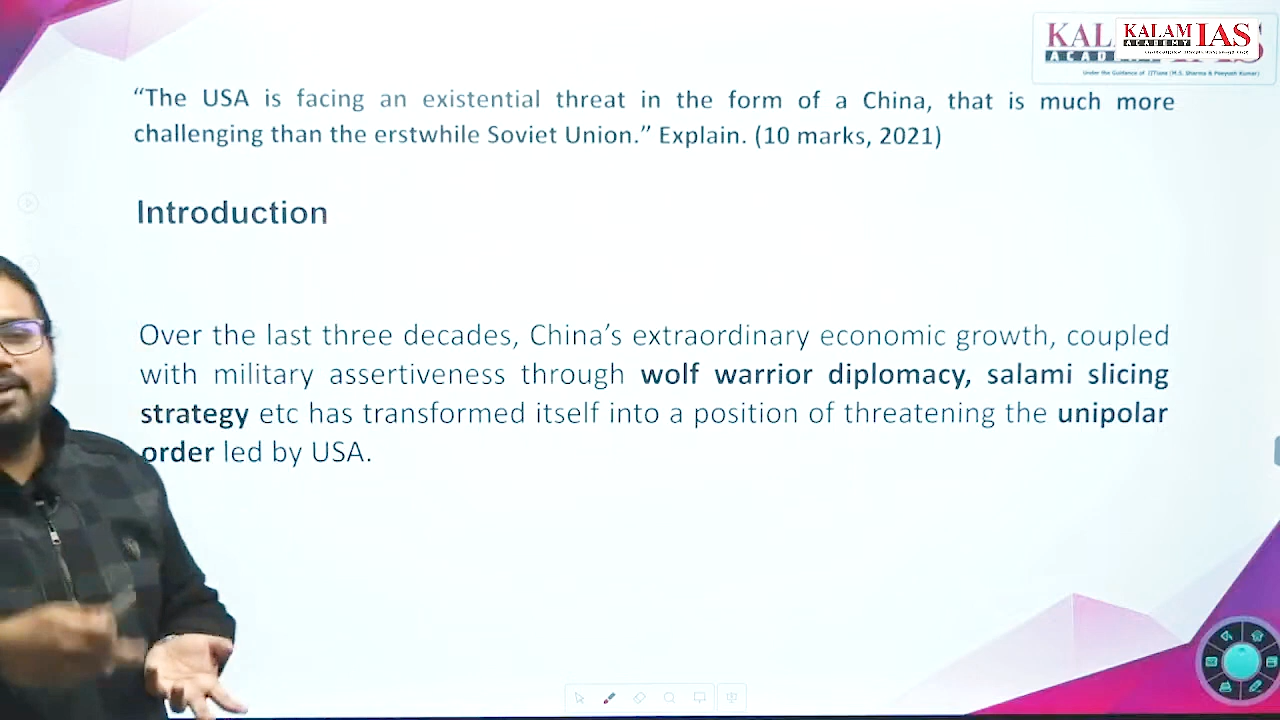 KALAM IAS
ACADEMY
KAL
ACAD
Under the Guidance of IITians (M.S. Sharma & Peeyush Kumar)
“The USA is facing an existential threat in the form of a China, that is much more
challenging than the erstwhile Soviet Union.” Explain. (10 marks, 2021)
Introduction
Over the last three decades, China’s extraordinary economic growth, coupled
with military assertiveness through wolf warrior diplomacy, salami slicing
strategy etc has transformed itself into a position of threatening the unipolar
order led by USA.